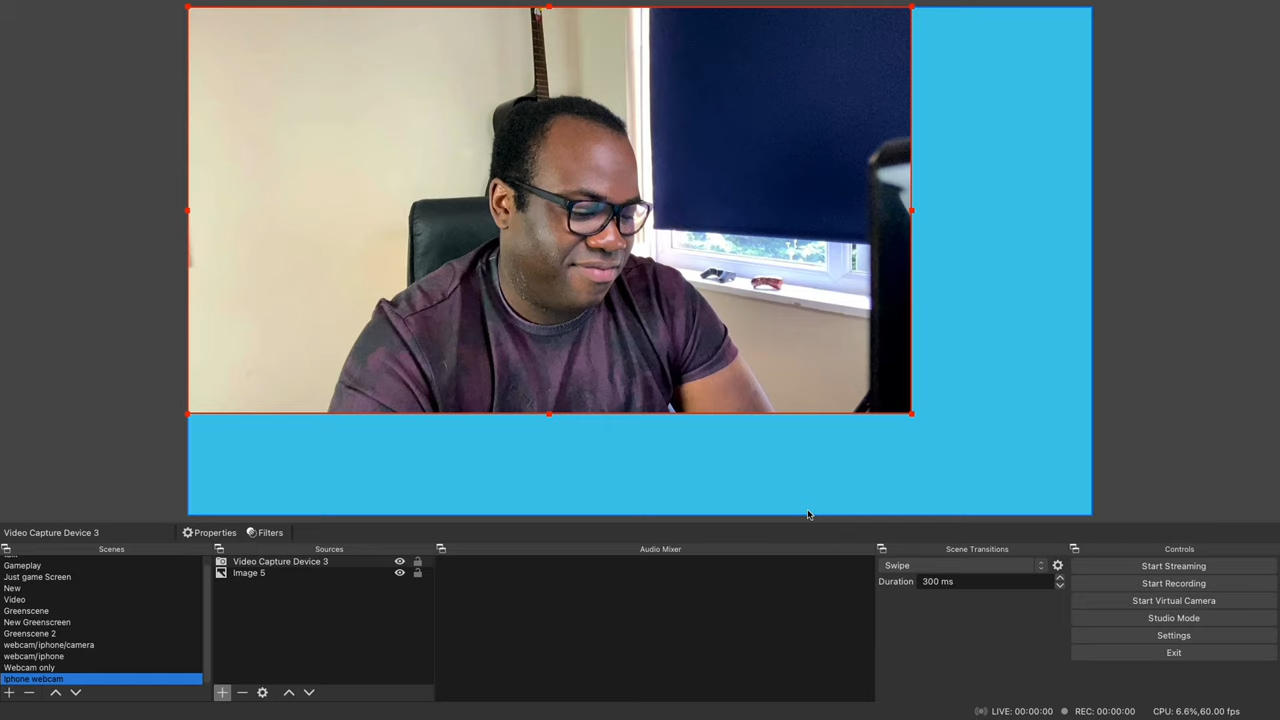 Video Capture Device 3
Properties
Filters
Scenes
Gameplay
Just game Screen
New
Video
Greenscene
New Greenscreen
Greenscene 2
webcam/iphone/camera
webcam/iphone
Webcam only
Iphone webcam
Sources
Video Capture Device 3
Image 5
Audio Mixer
Scene Transitions
Swipe
Duration 300 ms
Controls
Start Streaming
Start Recording
Start Virtual Camera
Studio Mode
Settings
Exit
LIVE: 00:00:00
REC: 00:00:00
CPU: 6.6%,60.00 fps